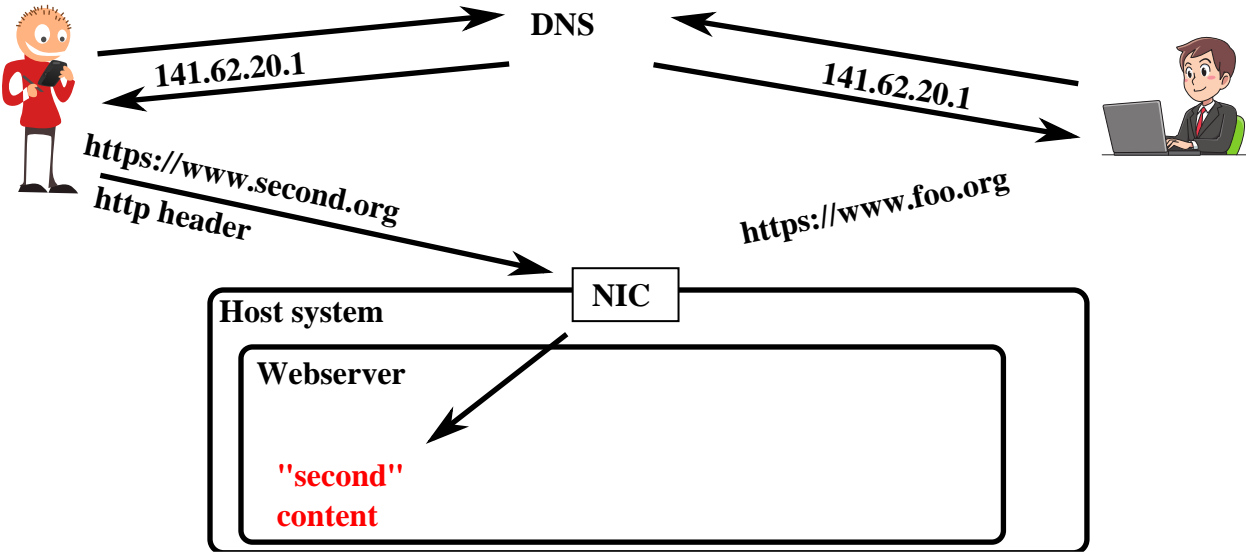 DNS
141.62.20.1
141.62.20.1
https://www.second.org
http header
https://www.foo.org
NIC
Host system
Webserver
"second"
content